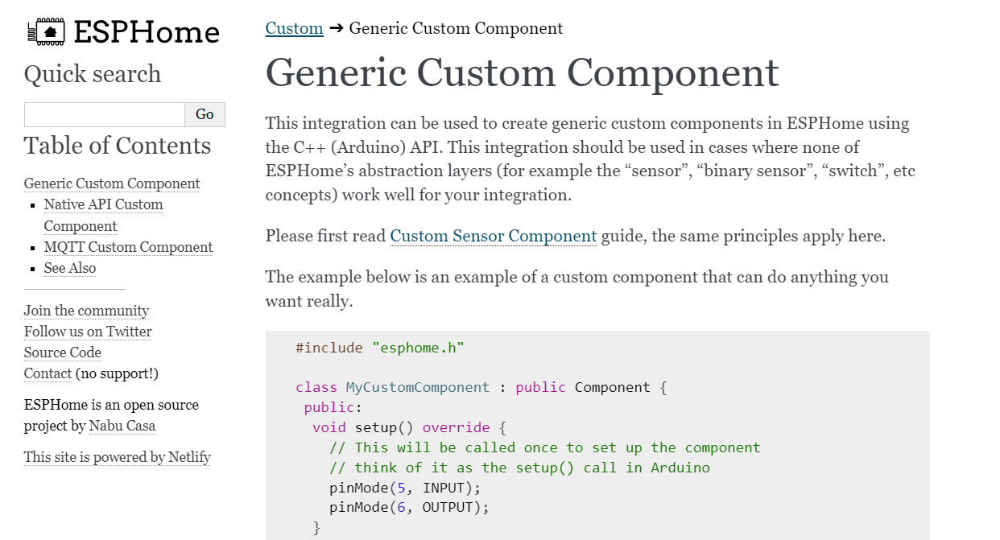 ESPHome
Quick search
Go
Table of Contents
Generic Custom Component
Native API Custom
Component
MQTT Custom Component
See Also
Join the community
Follow us on Twitter
Source Code
Contact (no support!)
ESPHome is an open source
project by Nabu Casa
This site is powered by Netlify
Custom ➔ Generic Custom Component
Generic Custom Component
This integration can be used to create generic custom components in ESPHome using
the C++ (Arduino) API. This integration should be used in cases where none of
ESPHome’s abstraction layers (for example the “sensor”, “binary sensor”, “switch”, etc
concepts) work well for your integration.
Please first read Custom Sensor Component guide, the same principles apply here.
The example below is an example of a custom component that can do anything you
want really.
#include "esphome.h"
class MyCustomComponent : public Component {
public:
void setup() override {
// This will be called once to set up the component
// think of it as the setup() call in Arduino
pinMode(5, INPUT);
pinMode(6, OUTPUT);
}